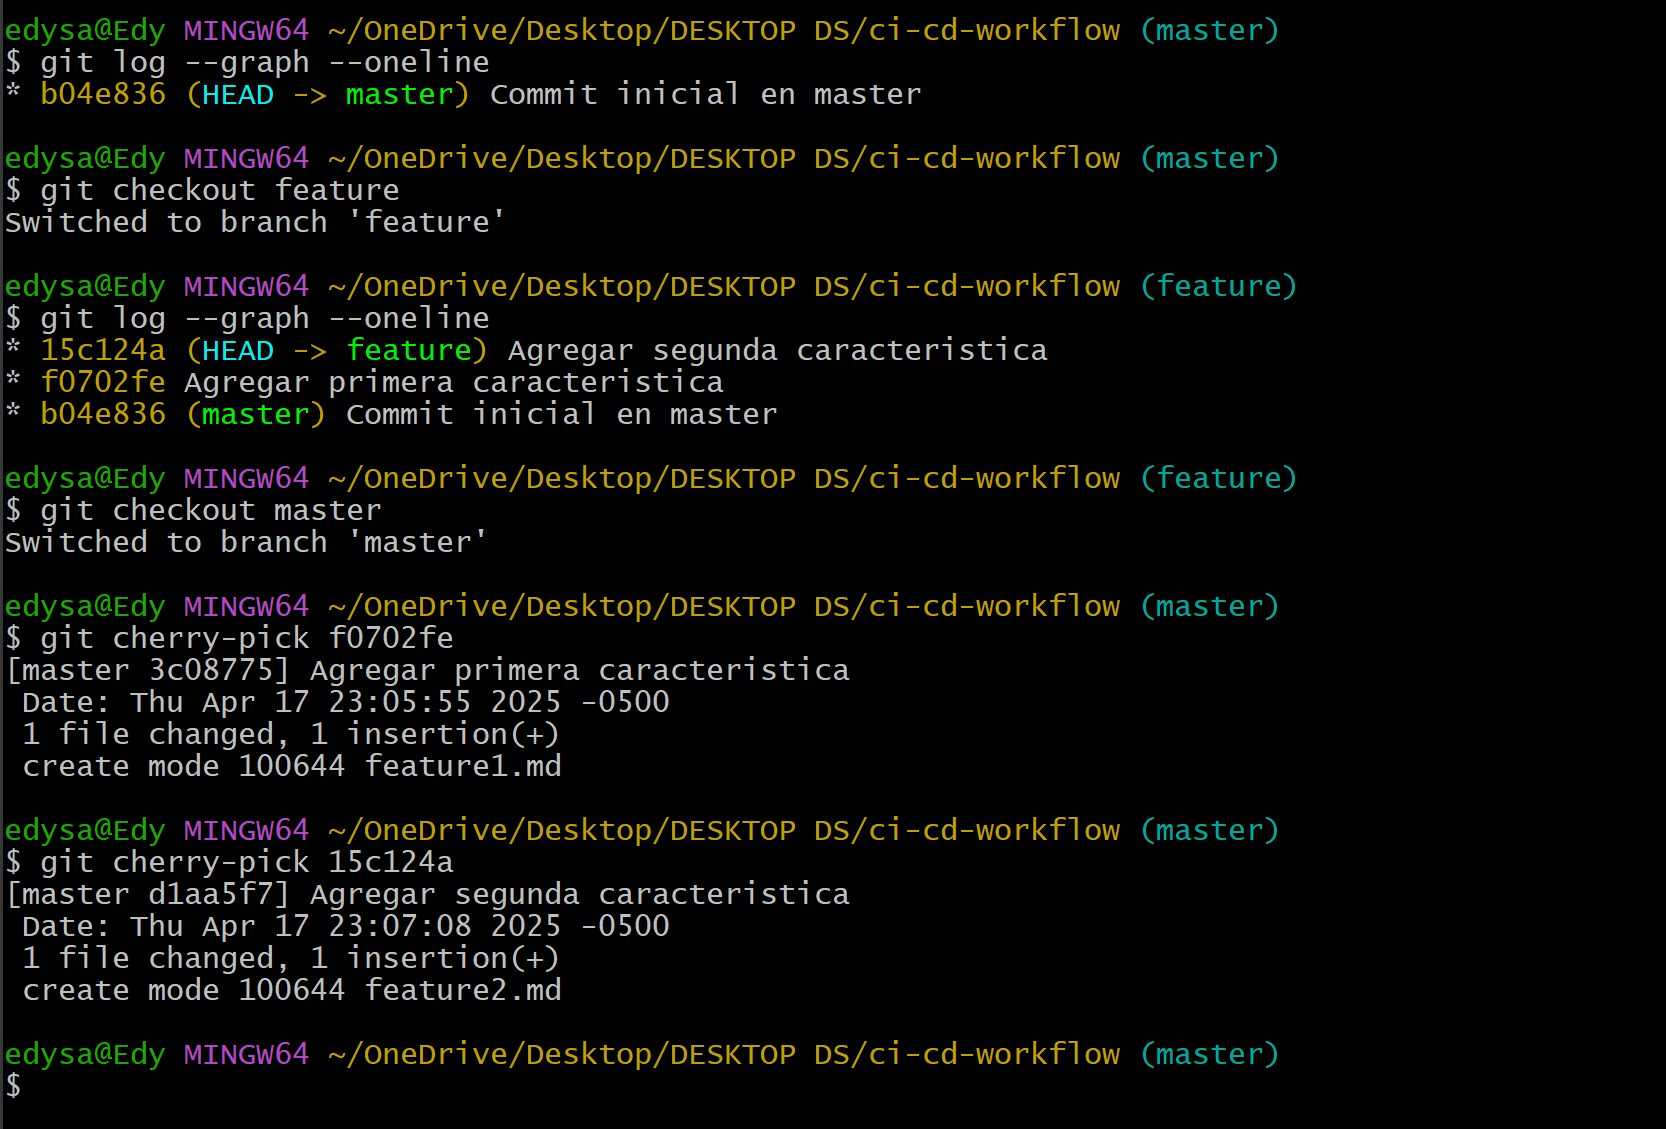 edysa@Edy MINGW64 ~/OneDrive/Desktop/DESKTOP DS/ci-cd-workflow (master)
$ git log --graph --oneline
* b04e836 (HEAD -> master) Commit inicial en master
edysa@Edy MINGW64 ~/OneDrive/Desktop/DESKTOP DS/ci-cd-workflow (master)
$ git checkout feature
Switched to branch 'feature'
edysa@Edy MINGW64 ~/OneDrive/Desktop/DESKTOP DS/ci-cd-workflow (feature)
$ git log --graph --oneline
* 15c124a (HEAD -> feature) Agregar segunda caracteristica
* f0702fe Agregar primera caracteristica
* b04e836 (master) Commit inicial en master
edysa@Edy MINGW64 ~/OneDrive/Desktop/DESKTOP DS/ci-cd-workflow (feature)
$ git checkout master
Switched to branch 'master'
edysa@Edy MINGW64 ~/OneDrive/Desktop/DESKTOP DS/ci-cd-workflow (master)
$ git cherry-pick f0702fe
[master 3c08775] Agregar primera caracteristica
 Date: Thu Apr 17 23:05:55 2025 -0500
 1 file changed, 1 insertion(+)
 create mode 100644 feature1.md
edysa@Edy MINGW64 ~/OneDrive/Desktop/DESKTOP DS/ci-cd-workflow (master)
$ git cherry-pick 15c124a
[master d1aa5f7] Agregar segunda caracteristica
 Date: Thu Apr 17 23:07:08 2025 -0500
 1 file changed, 1 insertion(+)
 create mode 100644 feature2.md
edysa@Edy MINGW64 ~/OneDrive/Desktop/DESKTOP DS/ci-cd-workflow (master)
$